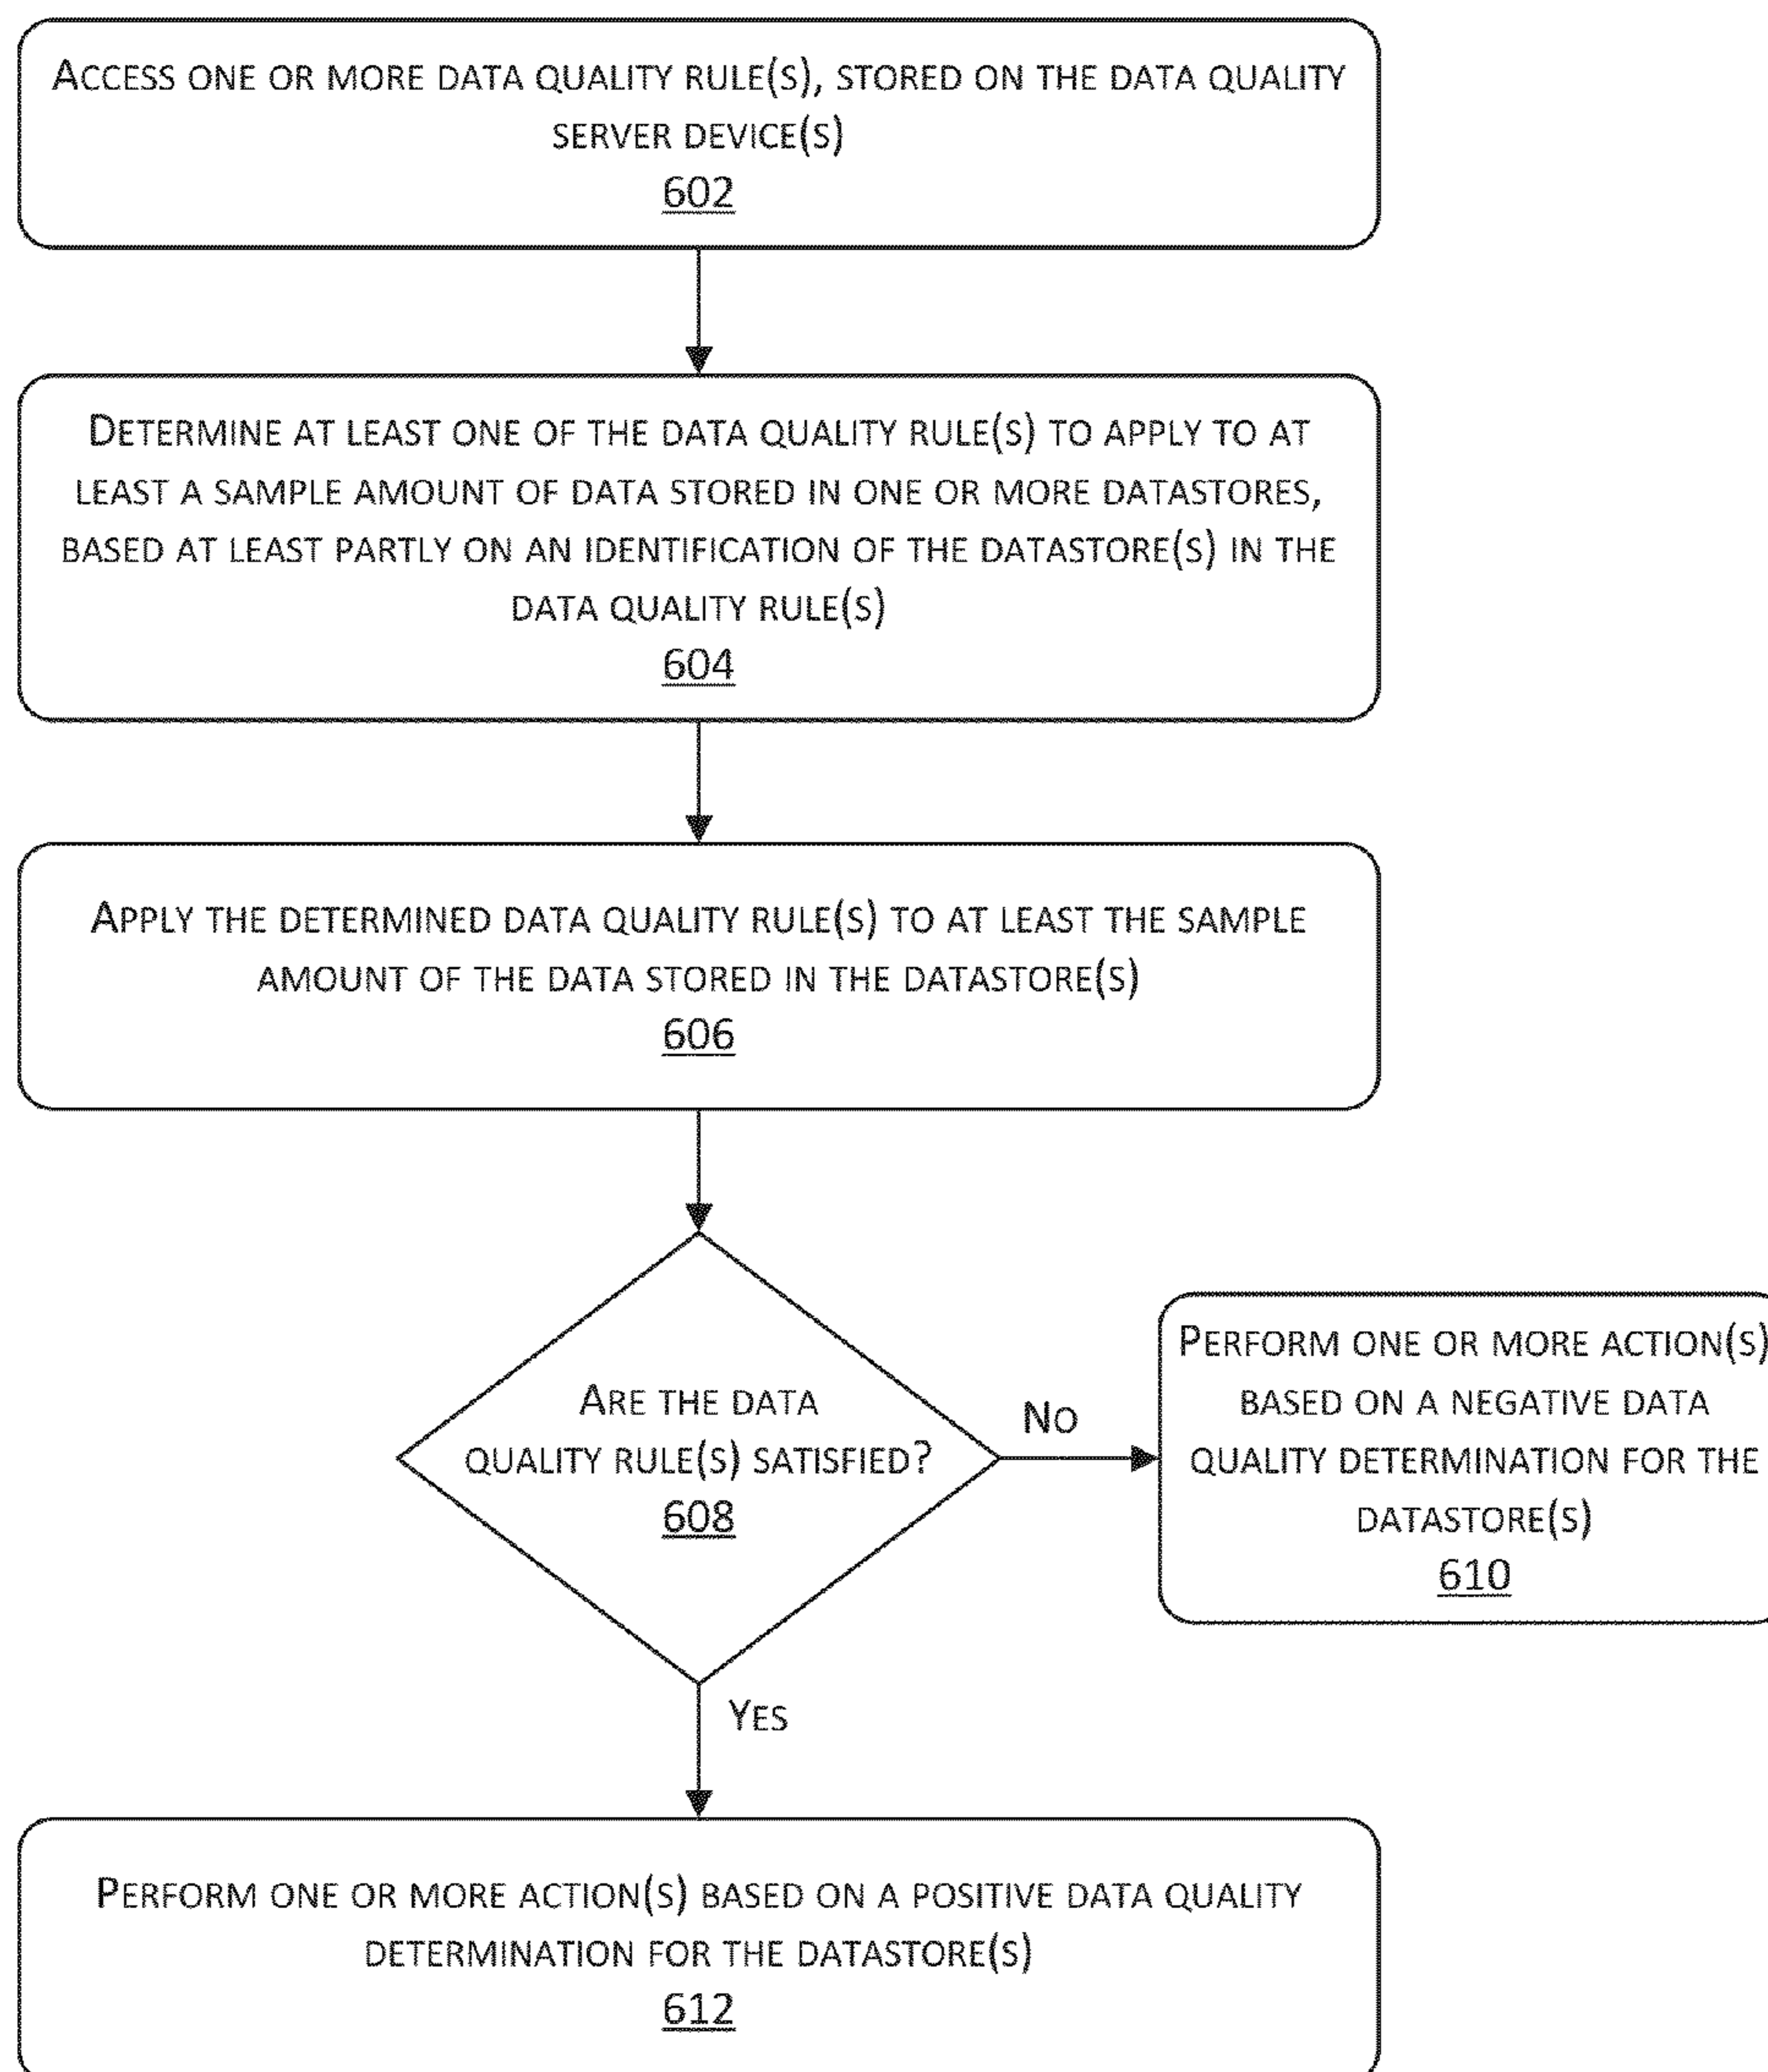 ACCESS ONE OR MORE DATA QUALITY RULE(S), STORED ON THE DATA QUALITY
SERVER DEVICE(S)
602
DETERMINE AT LEAST ONE OF THE DATA QUALITY RULE(S) TO APPLY TO AT
LEAST A SAMPLE AMOUNT OF DATA STORED IN ONE OR MORE DATASTORES,
BASED AT LEAST PARTLY ON AN IDENTIFICATION OF THE DATASTORE(S) IN THE
DATA QUALITY RULE(S)
604
APPLY THE DETERMINED DATA QUALITY RULE(S) TO AT LEAST THE SAMPLE
AMOUNT OF THE DATA STORED IN THE DATASTORE(S)
606
ARE THE DATA
QUALITY RULE(S) SATISFIED?
608
NO
PERFORM ONE OR MORE ACTION(S)
BASED ON A NEGATIVE DATA
QUALITY DETERMINATION FOR THE
DATASTORE(S)
610
YES
PERFORM ONE OR MORE ACTION(S) BASED ON A POSITIVE DATA QUALITY
DETERMINATION FOR THE DATASTORE(S)
612